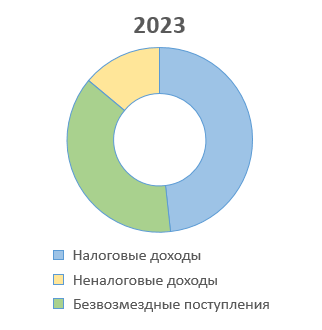 2023
Налоговые доходы
Неналоговые доходы
Безвозмездные поступления